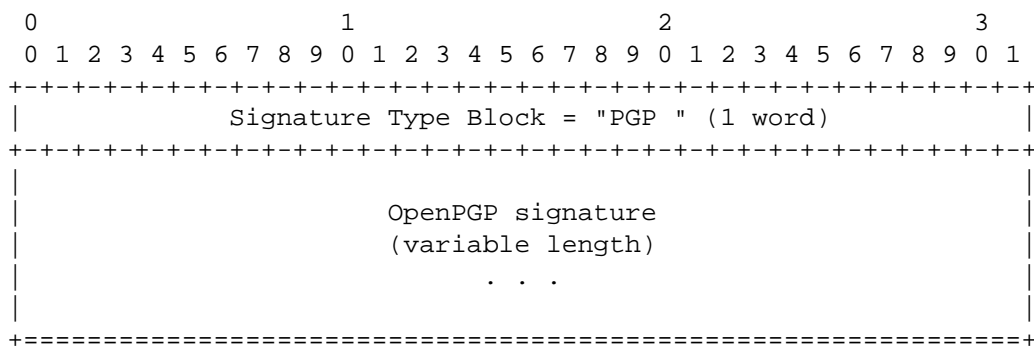 0                   1                   2                   3
 0 1 2 3 4 5 6 7 8 9 0 1 2 3 4 5 6 7 8 9 0 1 2 3 4 5 6 7 8 9 0 1
+-+-+-+-+-+-+-+-+-+-+-+-+-+-+-+-+-+-+-+-+-+-+-+-+-+-+-+-+-+-+-+-+
|             Signature Type Block = "PGP " (1 word)            |
+-+-+-+-+-+-+-+-+-+-+-+-+-+-+-+-+-+-+-+-+-+-+-+-+-+-+-+-+-+-+-+-+
|                                                               |
|                       OpenPGP signature                       |
|                       (variable length)                       |
|                             . . .                             |
|                                                               |
+===============================================================+